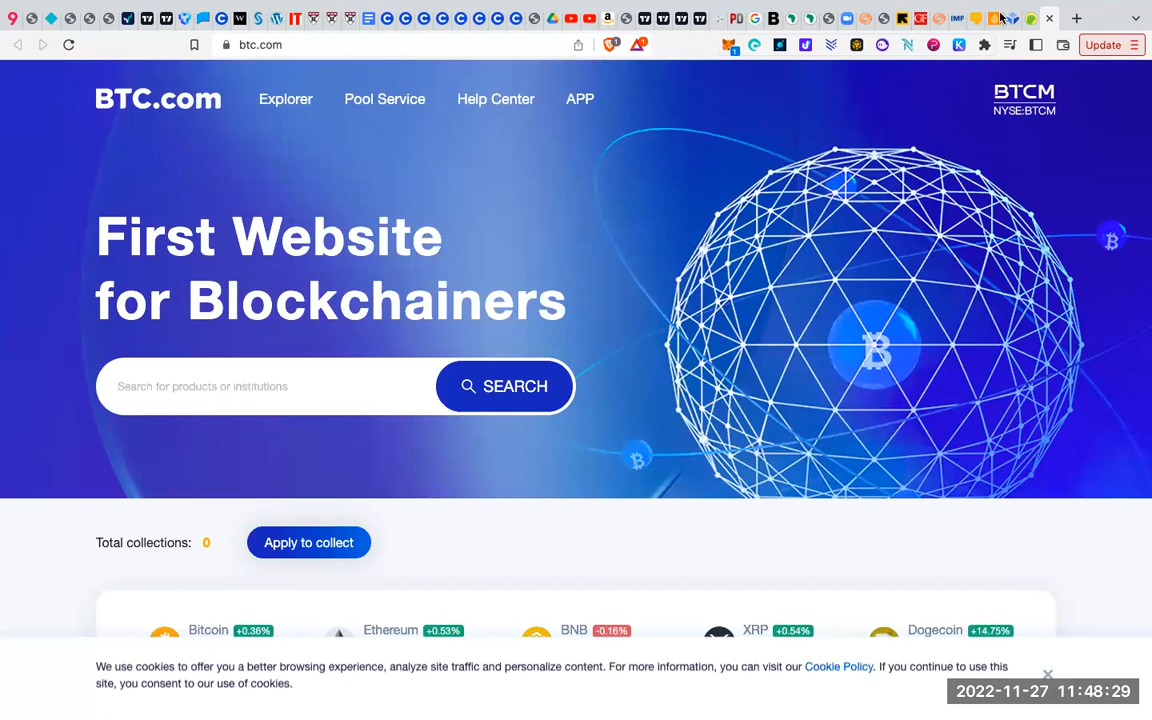 btc.com
Update
BTC.com
Explorer
Pool Service
Help Center
APP
BTCM
NYSE:BTCM
First Website
for Blockchainers
Search for products or institutions
SEARCH
Total collections: 0
Apply to collect
Bitcoin +0.36%
Ethereum +0.53%
BNB -0.16%
XRP +0.54%
Dogecoin +14.75%
We use cookies to offer you a better browsing experience, analyze site traffic and personalize content. For more information, you can visit our Cookie Policy. If you continue to use this
site, you consent to our use of cookies.
2022-11-27 11:48:29